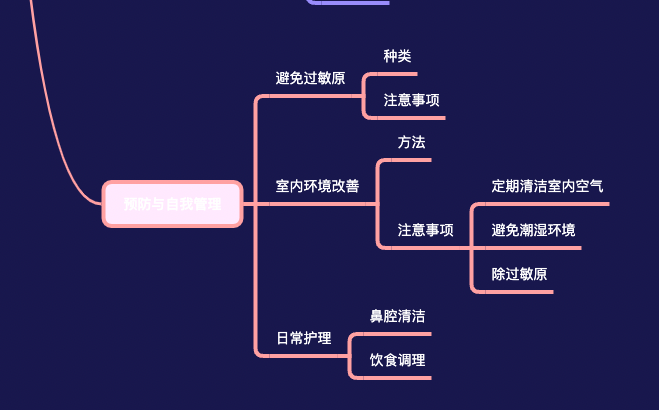 种类
避免过敏原
注意事项
方法
室内环境改善
定期清洁室内空气
预防与自我管理
注意事项
避免潮湿环境
除过敏原
鼻腔清洁
日常护理
饮食调理